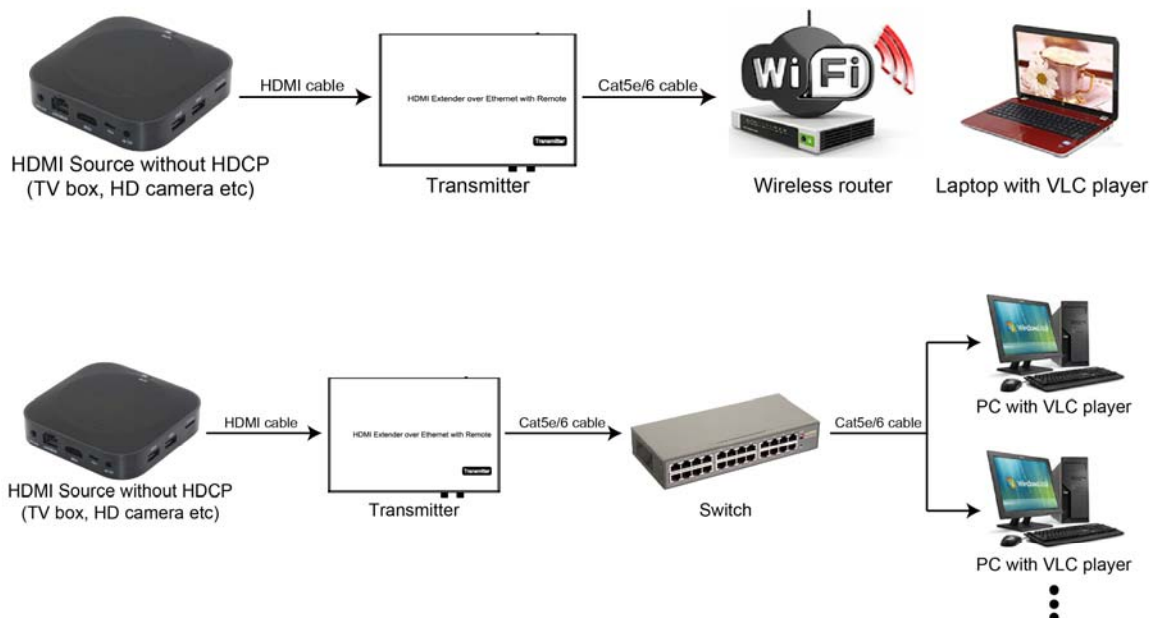 HDMI cable
HDMI Extender over Ethernet with Remote
Transmitter
Cat5e/6 cable
WiFi
HDMI Source without HDCP
(TV box, HD camera etc)
Transmitter
Wireless router
Laptop with VLC player
HDMI cable
HDMI Extender over Ethernet with Remote
Transmitter
Cat5e/6 cable
Cat5e/6 cable
PC with VLC player
HDMI Source without HDCP
(TV box, HD camera etc)
Transmitter
Switch
PC with VLC player